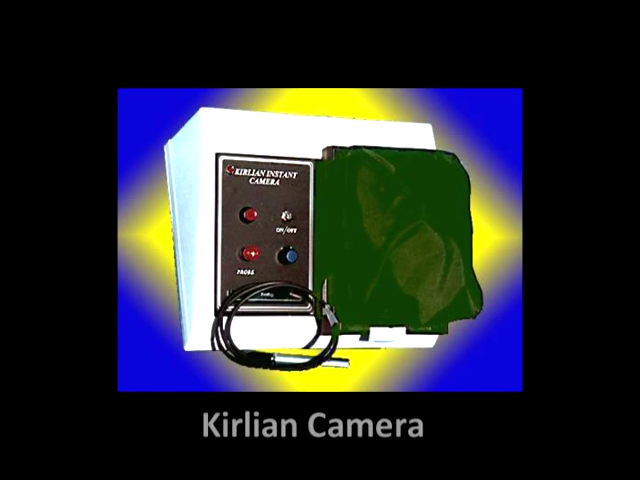 KIRLIAN INSTANT
CAMERA
ON/OFF
PROBE
Kirlian Camera